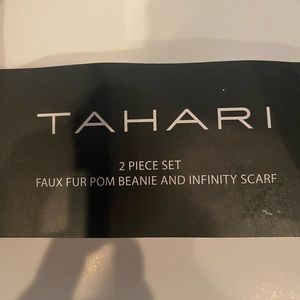 TAHARI
2 PIECE SET
FAUX FUR POM BEANIE AND INFINITY SCARF